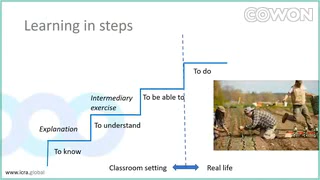 COWON
Learning in steps
To do
To be able to
Intermediary
exercise
To understand
Explanation
To know
Classroom setting
Real life
www.icra.global